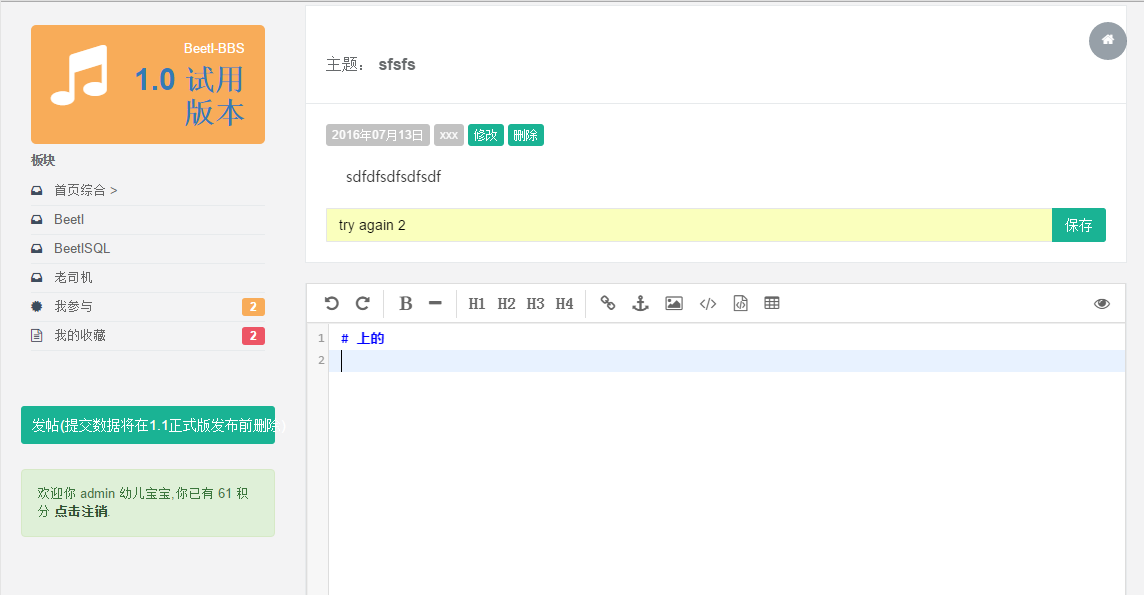 Beetl-BBS
1.0 试用
版本
板块
首页综合 >
Beetl
BeetlSQL
老司机
我参与 2
我的收藏 2
发帖(提交数据将在1.1正式版发布前删除)
欢迎你 admin 幼儿宝宝,你已有 61 积
分 点击注销.
主题： sfsfs
2016年07月13日 xxx 修改 删除
sdfdfsdfsdfsdf
try again 2 保存
B H1 H2 H3 H4
1 # 上的
2